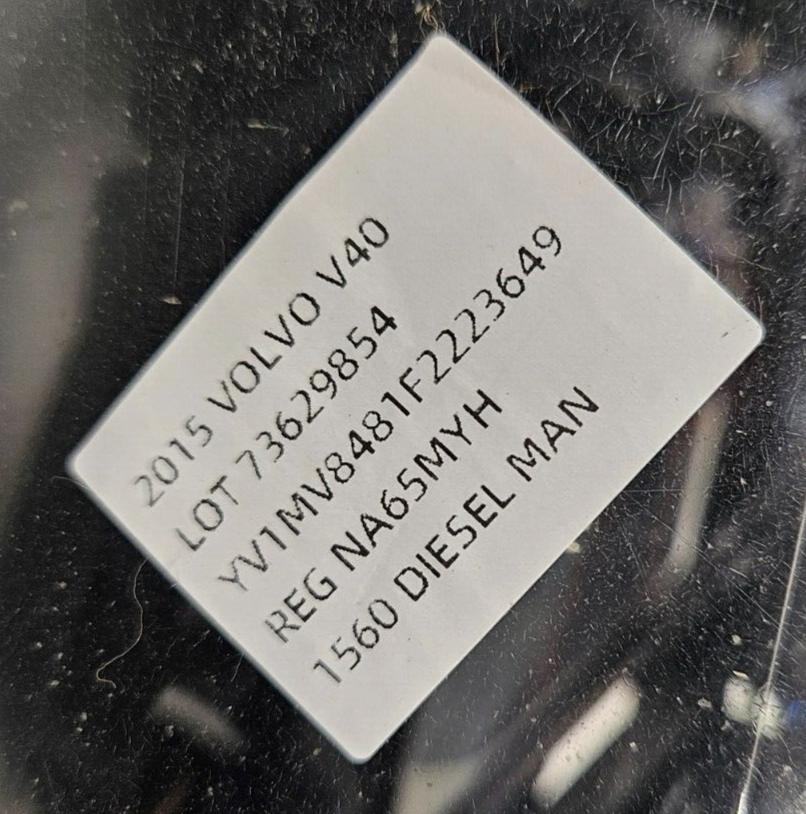 2015 VOLVO V40
LOT 73629854
YV1MV8481F2223649
REG NA65MYH
1560 DIESEL MAN